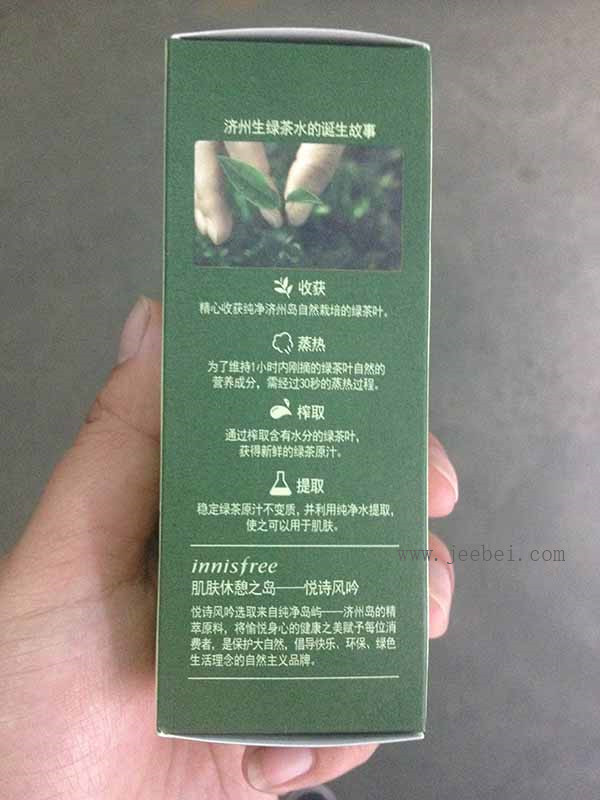 济州生绿茶水的诞生故事
收获
精心收获纯净济州岛自然栽培的绿茶叶。
蒸热
为了维持1小时内刚摘的绿茶叶自然的
营养成分，需经过30秒的蒸热过程。
榨取
通过榨取含有水分的绿茶叶，
获得新鲜的绿茶原汁。
提取
稳定绿茶原汁不变质，并利用纯净水提取，
使之可以用于肌肤。
www.jeebei.com
innisfree
肌肤休憩之岛——悦诗风吟
悦诗风吟选取来自纯净岛屿——济州岛的精
萃原料，将愉悦身心的健康之美赋予每位消
费者，是保护大自然，倡导快乐、环保、绿色
生活理念的自然主义品牌。